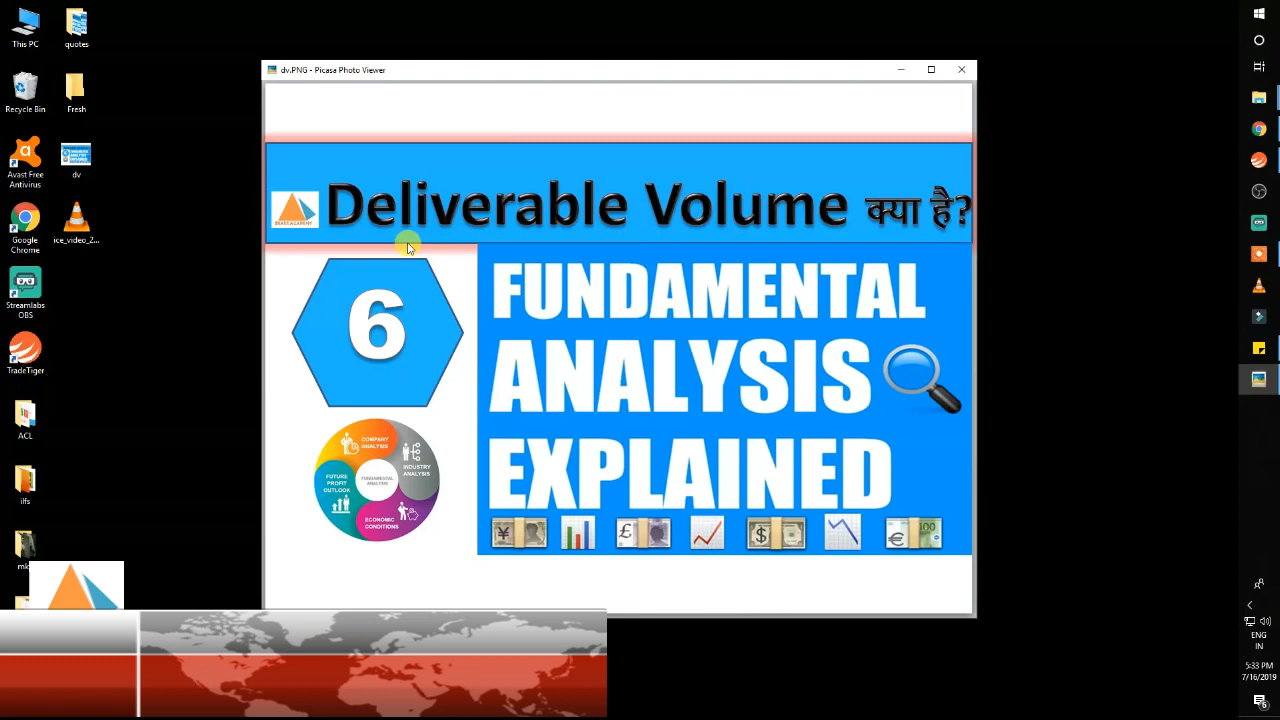 This PC
quotes
Recycle Bin
Fresh
Avast Free
Antivirus
dv
Google
Chrome
ice_video_2...
Streamlabs
OBS
TradeTiger
ACL
ilfs
dv.PNG - Picasa Photo Viewer
Deliverable Volume क्या है?
6
FUNDAMENTAL
ANALYSIS
EXPLAINED
COMPANY
ANALYSIS
INDUSTRY
ANALYSIS
FUTURE
PROFIT
OUTLOOK
FUNDAMENTAL
ANALYSIS
ECONOMIC
CONDITIONS
ENG
IN
5:33 PM
7/16/2019